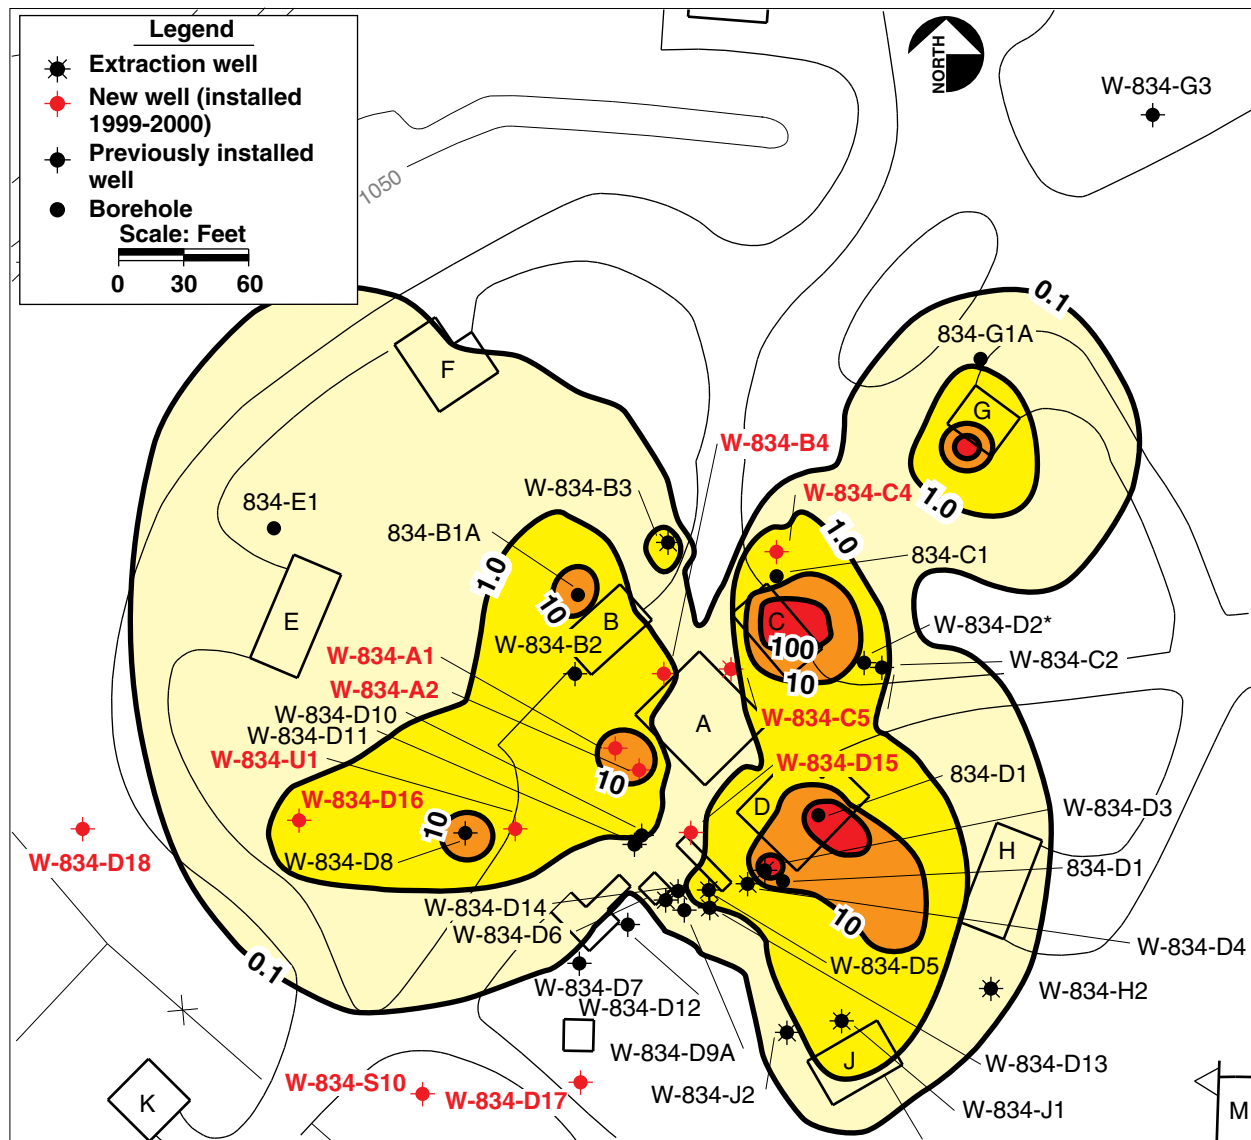 Legend
Extraction well
New well (installed
1999-2000)
Previously installed
well
Borehole
Scale: Feet
0 30 60
NORTH
W-834-G3
1050
0.1
834-G1A
F
G
W-834-B4
W-834-B3
W-834-C4
1.0
834-E1
834-B1A
1.0
834-C1
1.0
10
E
B
C
W-834-D2*
100
W-834-B2
W-834-C2
W-834-A1
10
W-834-A2
W-834-D10
W-834-C5
A
W-834-D11
W-834-U1
W-834-D15
834-D1
10
W-834-D16
D
W-834-D3
10
W-834-D18
W-834-D8
H
834-D1
W-834-D14
10
W-834-D6
W-834-D4
0.1
W-834-D5
W-834-D7
W-834-H2
W-834-D12
W-834-D9A
J
W-834-D13
W-834-S10
W-834-D17
W-834-J2
K
W-834-J1
M